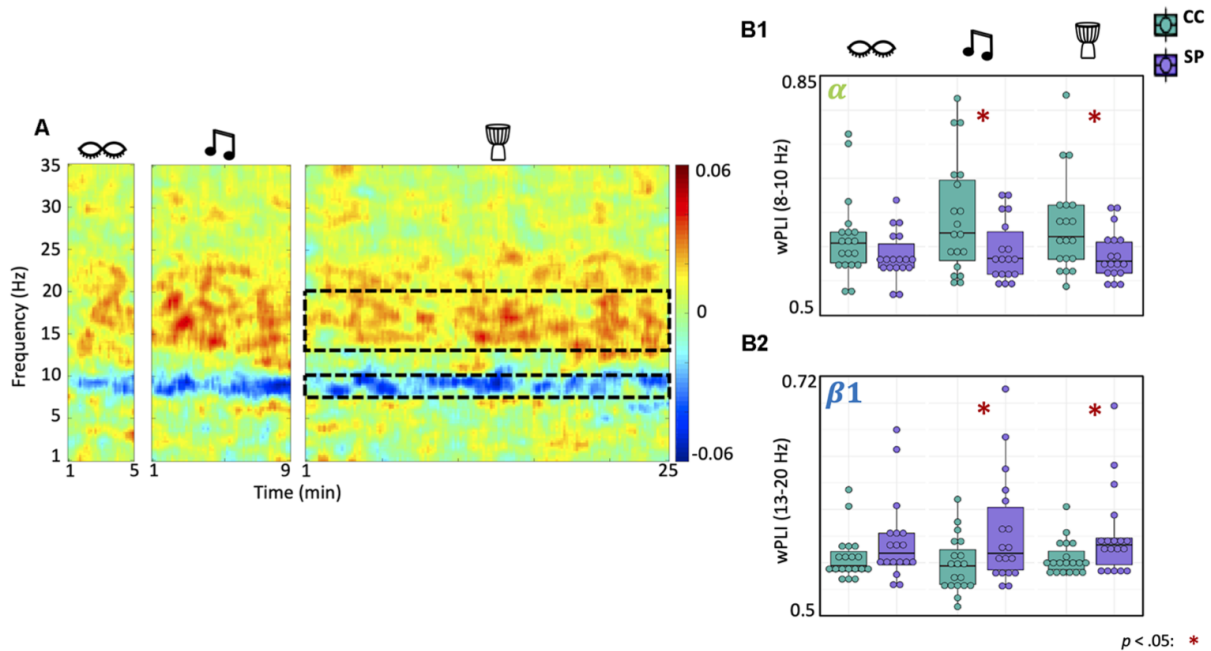 A
35
30
25
20
15
10
5
1
Frequency (Hz)
1
5
1
9
1
25
Time (min)
0.06
0
-0.06
B1
CC
SP
0.85
α
*
*
wPLI (8-10 Hz)
0.5
B2
0.72
β1
*
*
wPLI (13-20 Hz)
0.5
p < .05: *